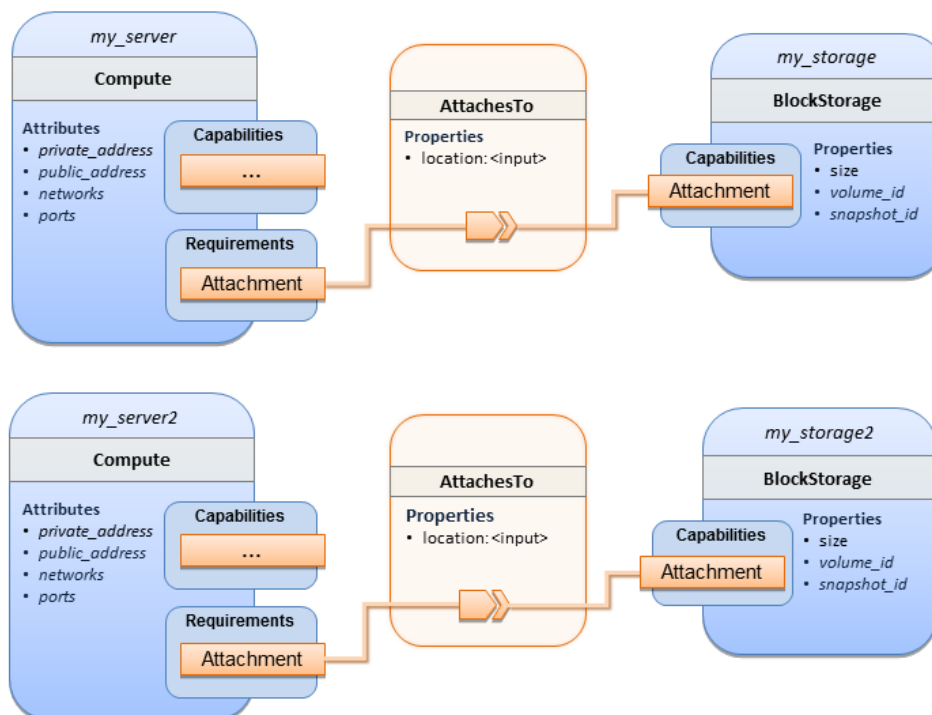 my_server
Compute
Attributes
• private_address
• public_address
• networks
• ports
Capabilities
...
Requirements
Attachment
AttachesTo
Properties
• location: <input>
my_storage
BlockStorage
Capabilities
Attachment
Properties
• size
• volume_id
• snapshot_id
my_server2
Compute
Attributes
• private_address
• public_address
• networks
• ports
Capabilities
...
Requirements
Attachment
AttachesTo
Properties
• location: <input>
my_storage2
BlockStorage
Capabilities
Attachment
Properties
• size
• volume_id
• snapshot_id